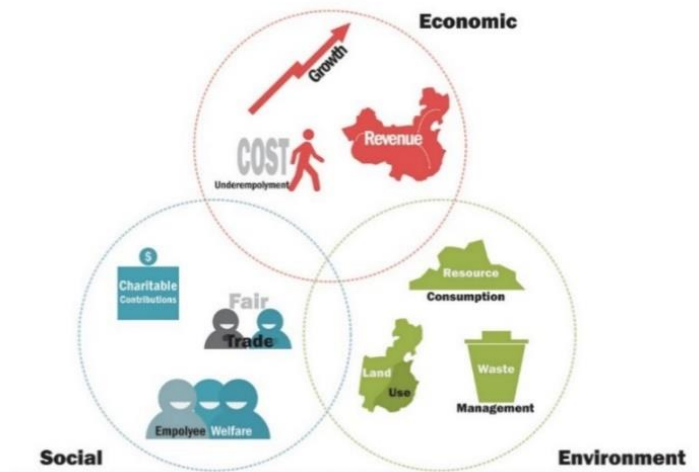 Economic
Growth
COST
Underempolyment
Revenue
$
Charitable
Contributions
Fair
Trade
Empolyee Welfare
Resource
Consumption
Land
Use
Waste
Management
Social
Environment